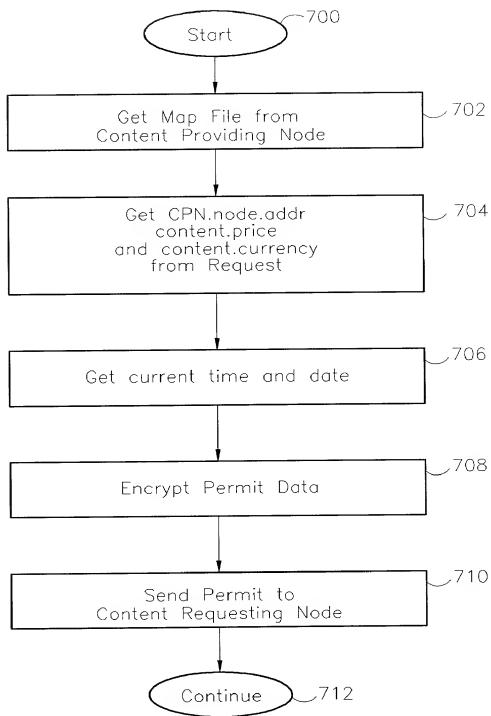 Start
700
Get Map File from
Content Providing Node
702
Get CPN.node.addr
content.price
and content.currency
from Request
704
Get current time and date
706
Encrypt Permit Data
708
Send Permit to
Content Requesting Node
710
Continue
712